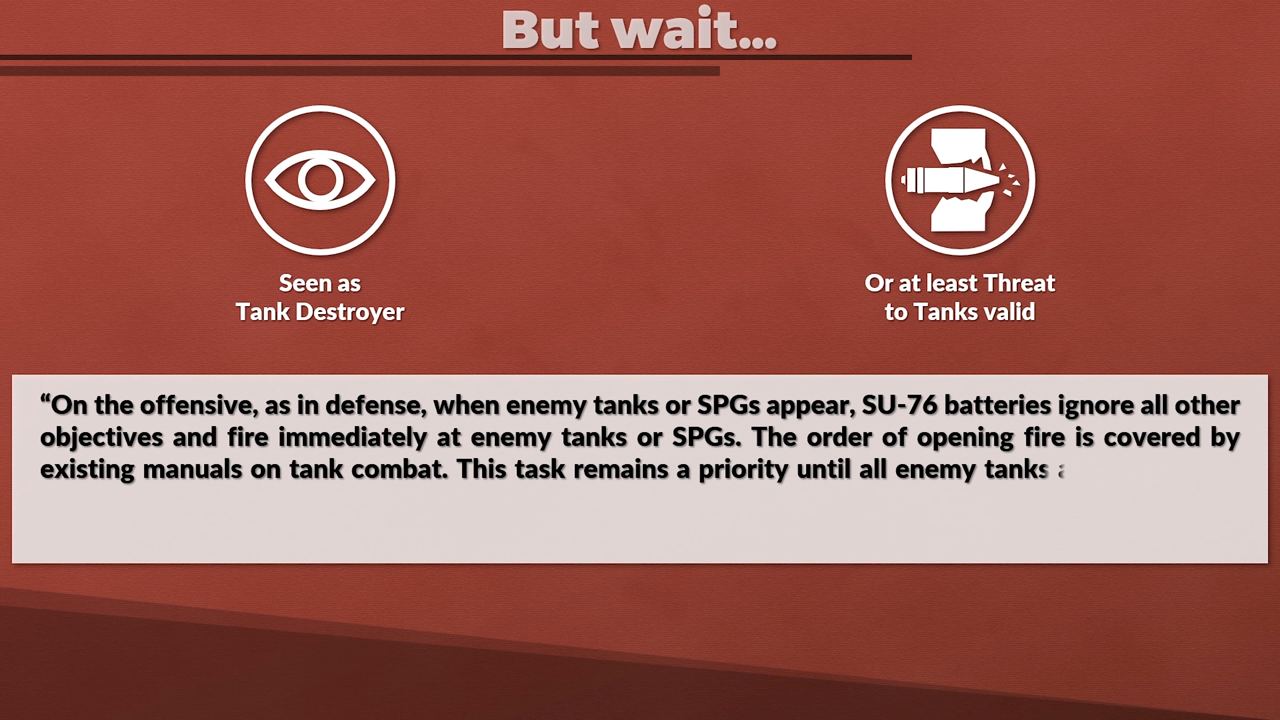 But wait...
Seen as
Tank Destroyer
Or at least Threat
to Tanks valid
“On the offensive, as in defense, when enemy tanks or SPGs appear, SU-76 batteries ignore all other
objectives and fire immediately at enemy tanks or SPGs. The order of opening fire is covered by
existing manuals on tank combat. This task remains a priority until all enemy tanks